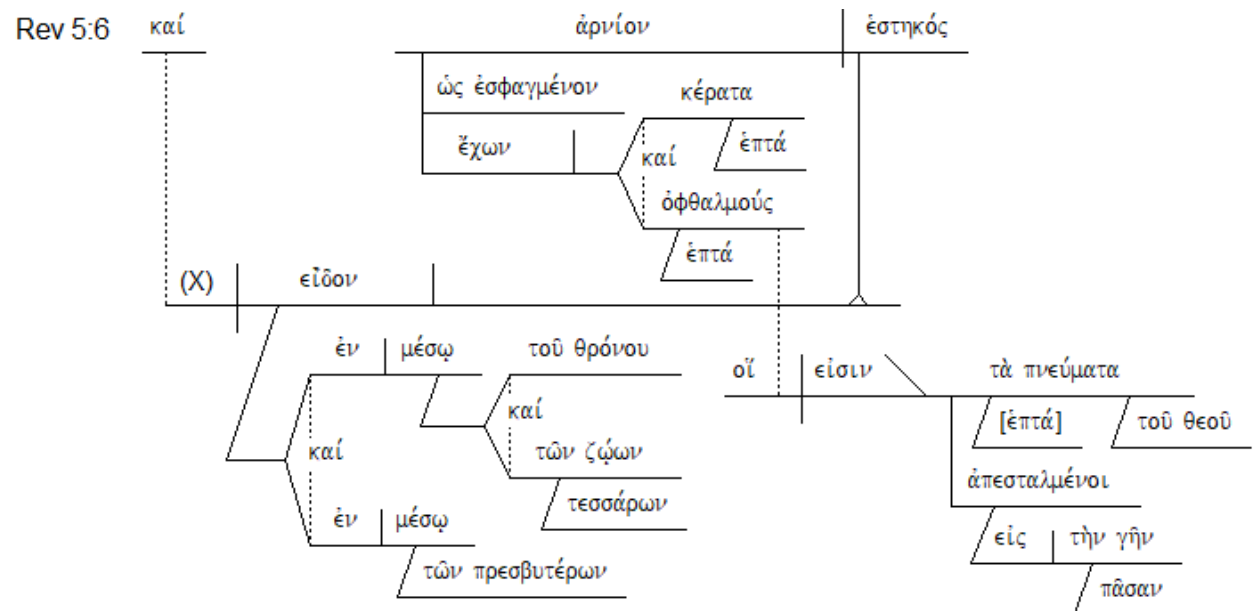 Rev 5:6 καί ἀρνίον ἑστηκός
ὡς ἐσφαγμένον κέρατα
ἔχων καί ἑπτά
ὀφθαλμούς
ἑπτά
(X) εἶδον
ἐν μέσῳ τοῦ θρόνου οἵ εἰσιν τὰ πνεύματα
καί [ἑπτά] τοῦ θεοῦ
καί τῶν ζῴων
ἀπεσταλμένοι
τεσσάρων
ἐν μέσῳ εἰς τὴν γῆν
τῶν πρεσβυτέρων πᾶσαν